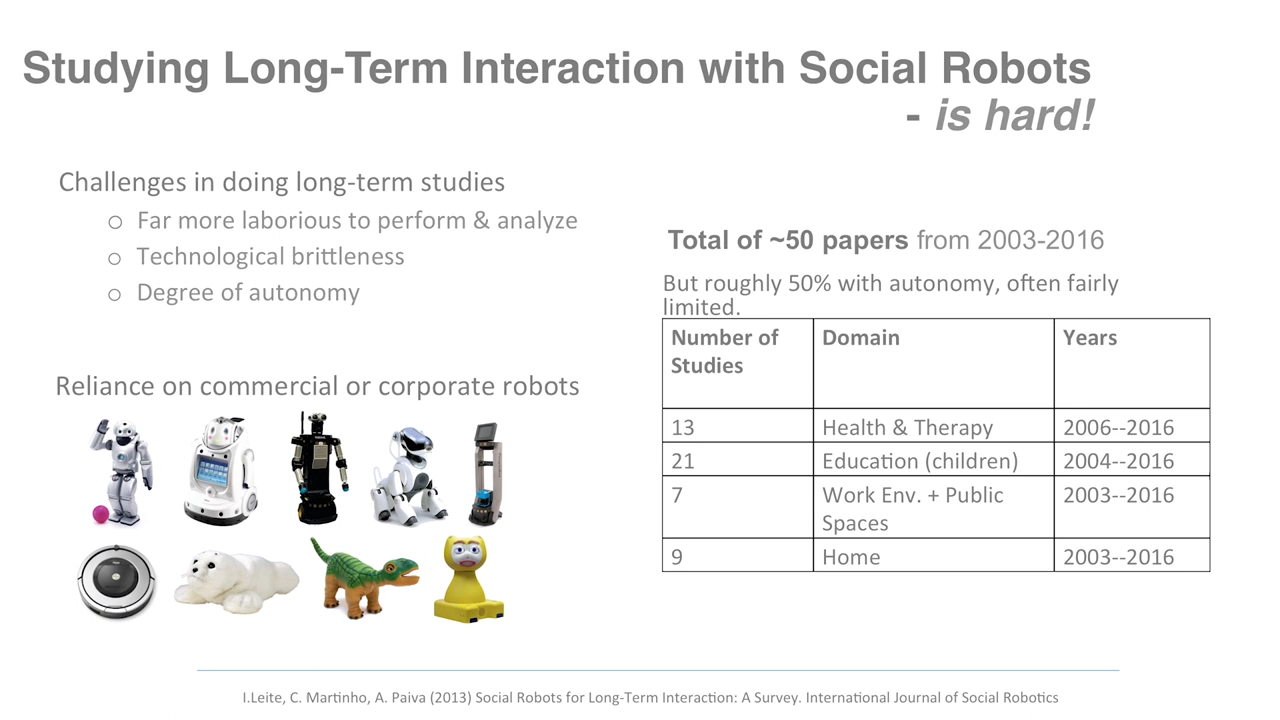 Studying Long-Term Interaction with Social Robots
- is hard!
Challenges in doing long-term studies
o Far more laborious to perform & analyze
o Technological brittleness
o Degree of autonomy
Reliance on commercial or corporate robots
Total of ~50 papers from 2003-2016
But roughly 50% with autonomy, often fairly
limited.
Number of Studies | Domain | Years
13 | Health & Therapy | 2006--2016
21 | Education (children) | 2004--2016
7 | Work Env. + Public Spaces | 2003--2016
9 | Home | 2003--2016
I.Leite, C. Martinho, A. Paiva (2013) Social Robots for Long-Term Interaction: A Survey. International Journal of Social Robotics